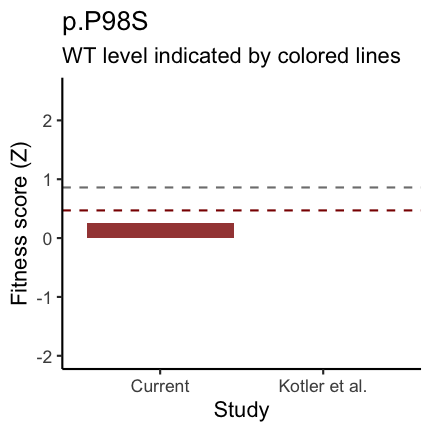 p.P98S
WT level indicated by colored lines
Fitness score (Z)
2
1
0
-1
-2
Current
Kotler et al.
Study